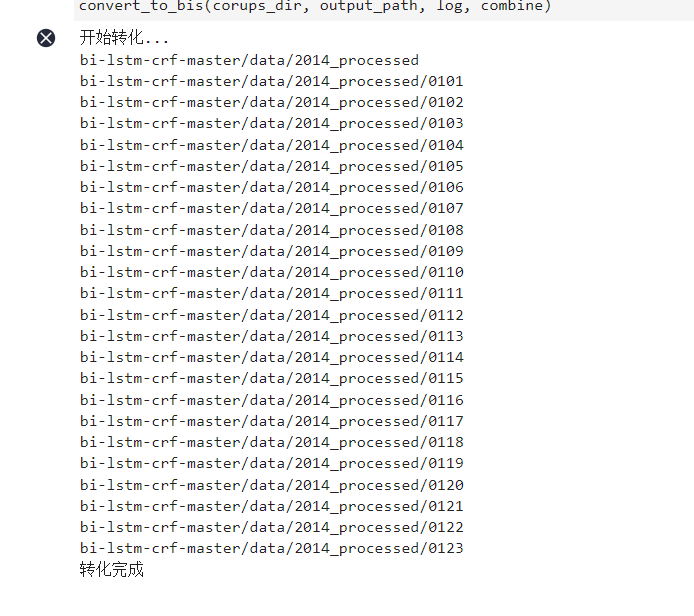 convert_to_bis(corups_dir, output_path, log, combine)
开始转化...
bi-lstm-crf-master/data/2014_processed
bi-lstm-crf-master/data/2014_processed/0101
bi-lstm-crf-master/data/2014_processed/0102
bi-lstm-crf-master/data/2014_processed/0103
bi-lstm-crf-master/data/2014_processed/0104
bi-lstm-crf-master/data/2014_processed/0105
bi-lstm-crf-master/data/2014_processed/0106
bi-lstm-crf-master/data/2014_processed/0107
bi-lstm-crf-master/data/2014_processed/0108
bi-lstm-crf-master/data/2014_processed/0109
bi-lstm-crf-master/data/2014_processed/0110
bi-lstm-crf-master/data/2014_processed/0111
bi-lstm-crf-master/data/2014_processed/0112
bi-lstm-crf-master/data/2014_processed/0113
bi-lstm-crf-master/data/2014_processed/0114
bi-lstm-crf-master/data/2014_processed/0115
bi-lstm-crf-master/data/2014_processed/0116
bi-lstm-crf-master/data/2014_processed/0117
bi-lstm-crf-master/data/2014_processed/0118
bi-lstm-crf-master/data/2014_processed/0119
bi-lstm-crf-master/data/2014_processed/0120
bi-lstm-crf-master/data/2014_processed/0121
bi-lstm-crf-master/data/2014_processed/0122
bi-lstm-crf-master/data/2014_processed/0123
转化完成